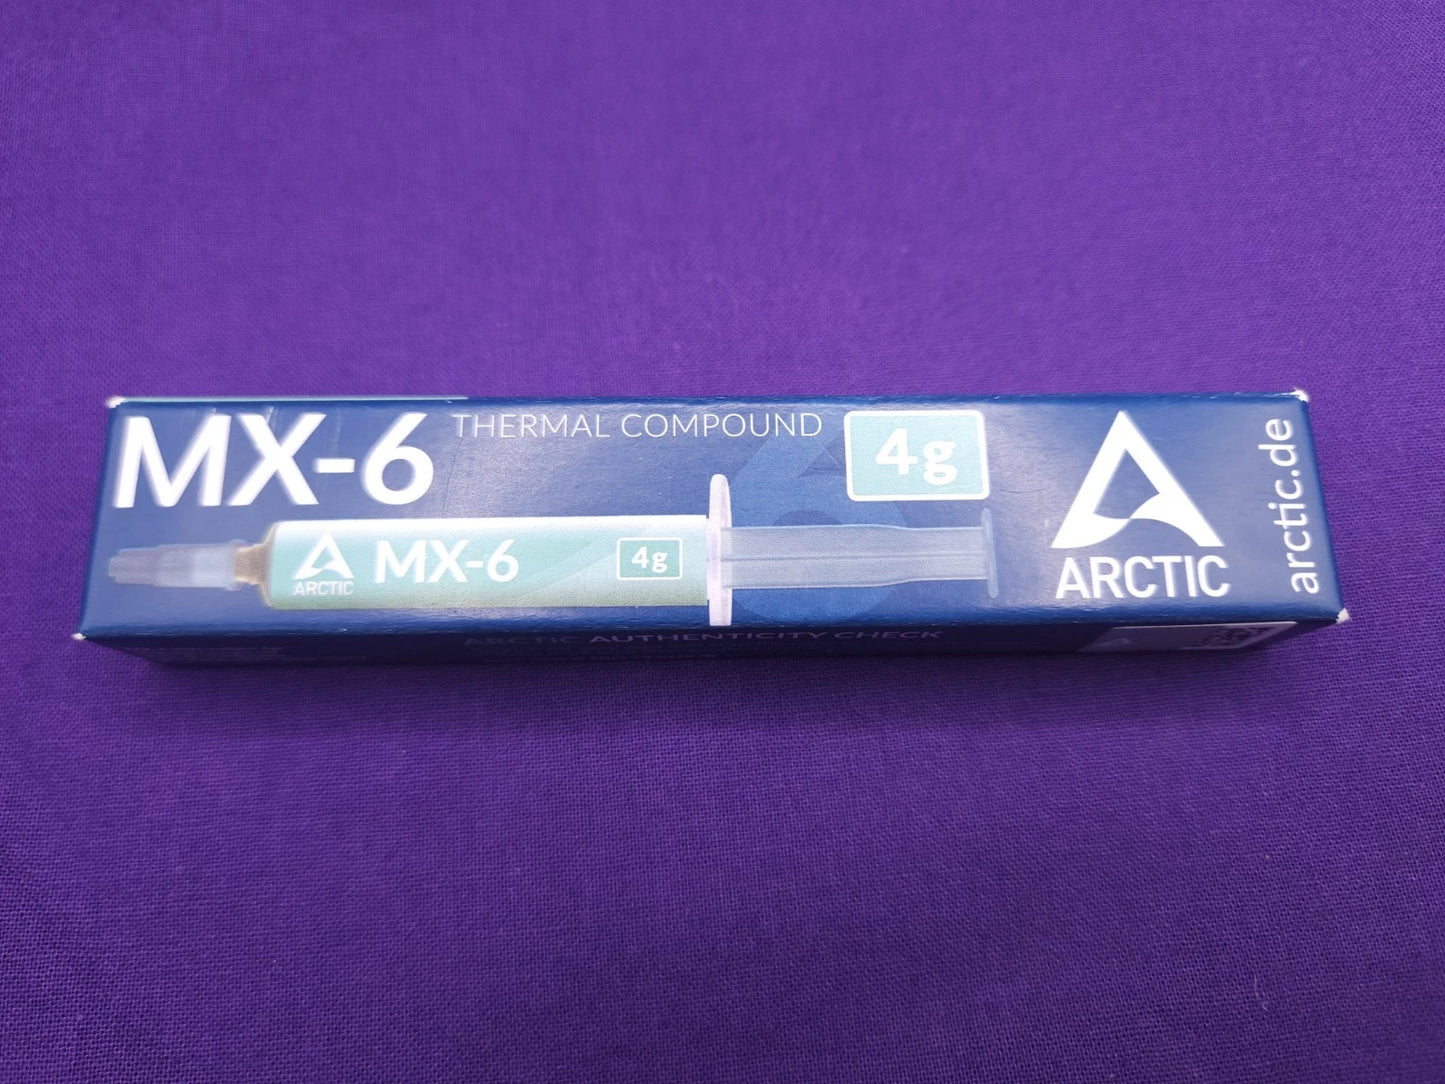 MX-6 THERMAL COMPOUND 4g
ARCTIC
arctic.de
ARCTIC MX-6 4g
ARCTIC AUTHENTICITY CHECK